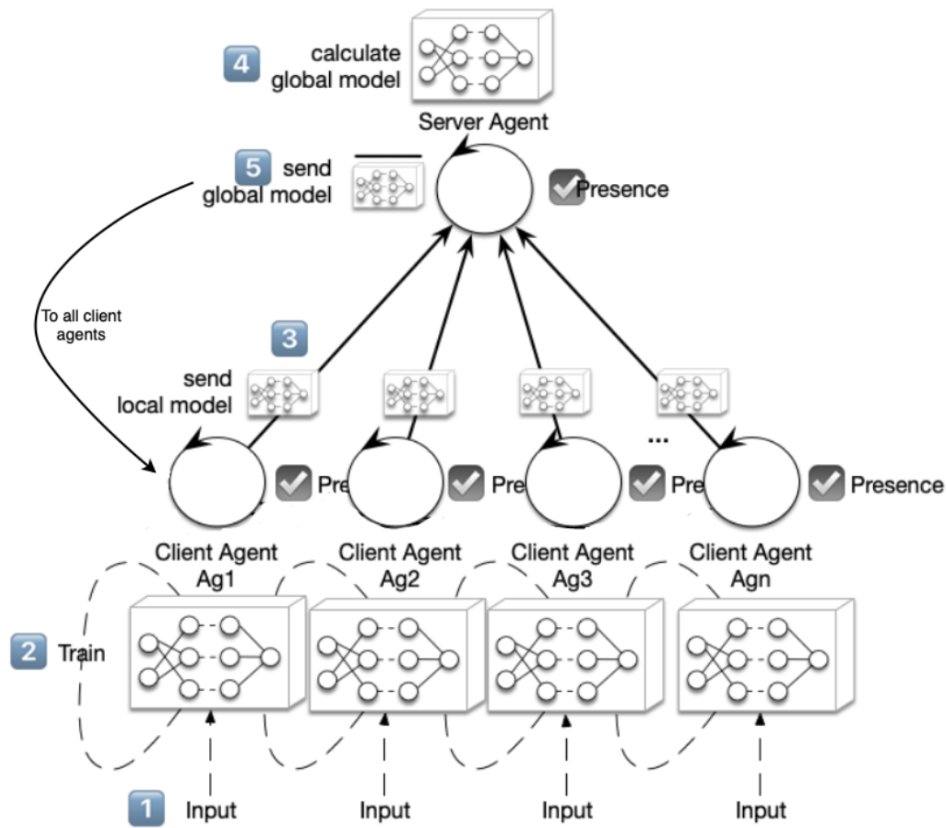 4
calculate
global model
Server Agent
5
send
global model
Presence
To all client
agents
3
send
local model
...
Pre
Pre
Pre
Presence
Client Agent
Ag1
Client Agent
Ag2
Client Agent
Ag3
Client Agent
Agn
2
Train
1
Input
Input
Input
Input